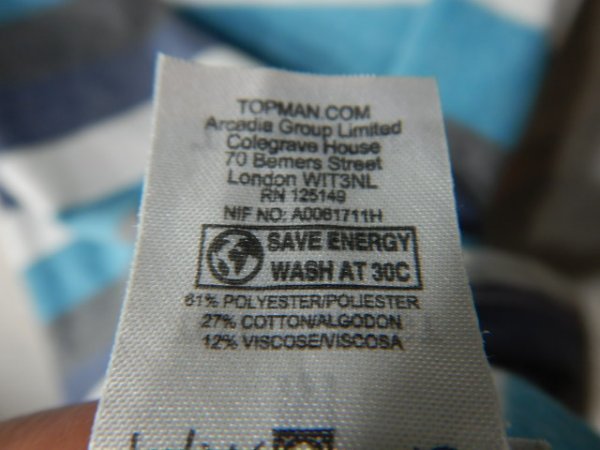 TOPMAN.COM
Arcadia Group Limited
Colegrave House
70 Berners Street
London WIT3NL
RN 125149
NIF NO: A0061711H
SAVE ENERGY
WASH AT 30C
61% POLYESTER/POLIESTER
27% COTTON/ALGODON
12% VISCOSE/VISCOSA